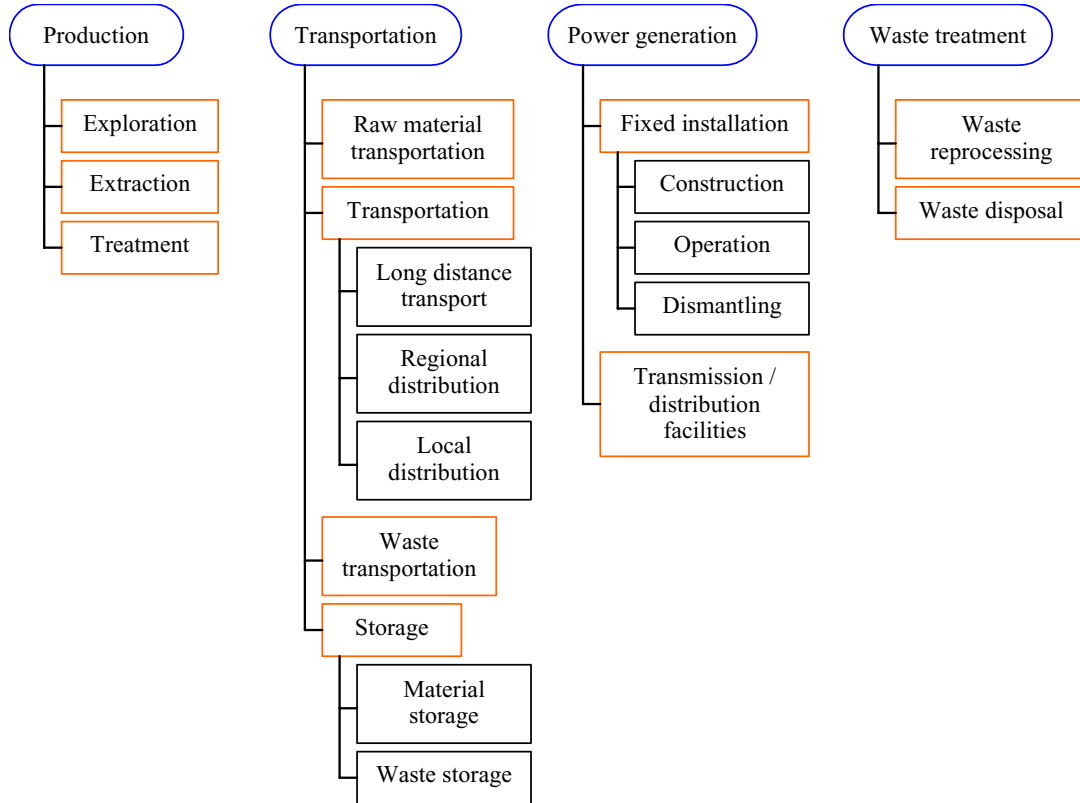 Production
Exploration
Extraction
Treatment
Transportation
Raw material
transportation
Transportation
Long distance
transport
Regional
distribution
Local
distribution
Waste
transportation
Storage
Material
storage
Waste storage
Power generation
Fixed installation
Construction
Operation
Dismantling
Transmission /
distribution
facilities
Waste treatment
Waste
reprocessing
Waste disposal